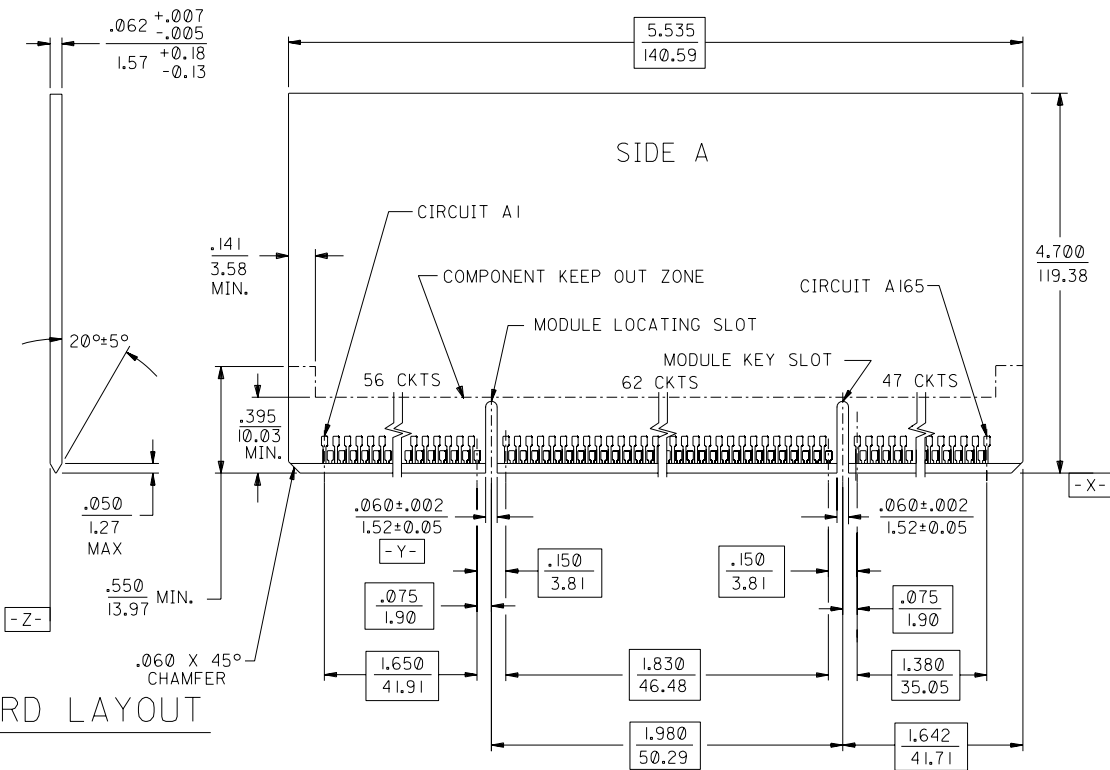 .062 +.007
-.005
1.57 +0.18
-0.13
5.535
140.59
SIDE A
CIRCUIT A1
.141
3.58
MIN.
COMPONENT KEEP OUT ZONE
CIRCUIT A165
4.700
119.38
MODULE LOCATING SLOT
20°±5°
MODULE KEY SLOT
56 CKTS
62 CKTS
47 CKTS
.395
10.03
MIN.
-X-
.050
1.27
MAX
.060±.002
1.52±0.05
.060±.002
1.52±0.05
-Y-
.150
3.81
.150
3.81
.550
13.97 MIN.
.075
1.90
.075
1.90
-Z-
.060 X 45°
CHAMFER
1.650
41.91
1.830
46.48
1.380
35.05
RD LAYOUT
1.980
50.29
1.642
41.71